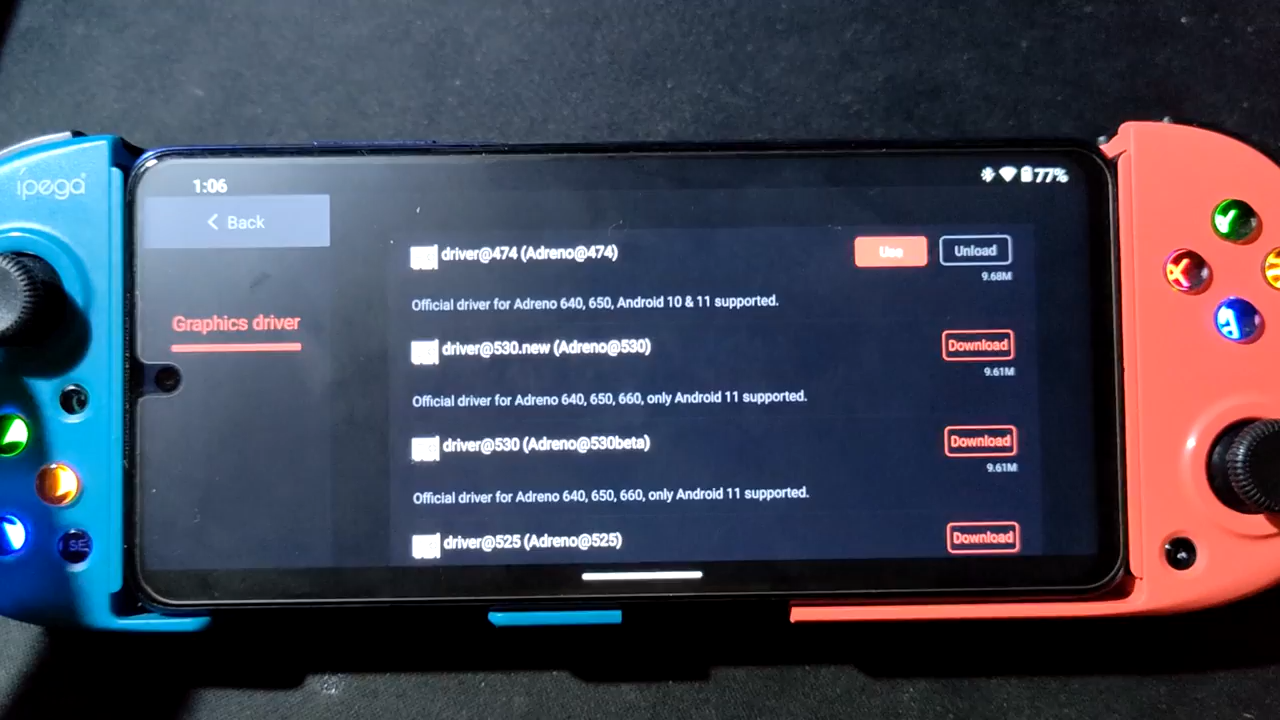 ipega
1:06
77%
Back
Graphics driver
driver@474 (Adreno@474)
Use
Unload
9.68M
Official driver for Adreno 640, 650, Android 10 & 11 supported.
driver@530.new (Adreno@530)
Download
9.61M
Official driver for Adreno 640, 650, 660, only Android 11 supported.
driver@530 (Adreno@530beta)
Download
9.61M
Official driver for Adreno 640, 650, 660, only Android 11 supported.
driver@525 (Adreno@525)
Download
SE